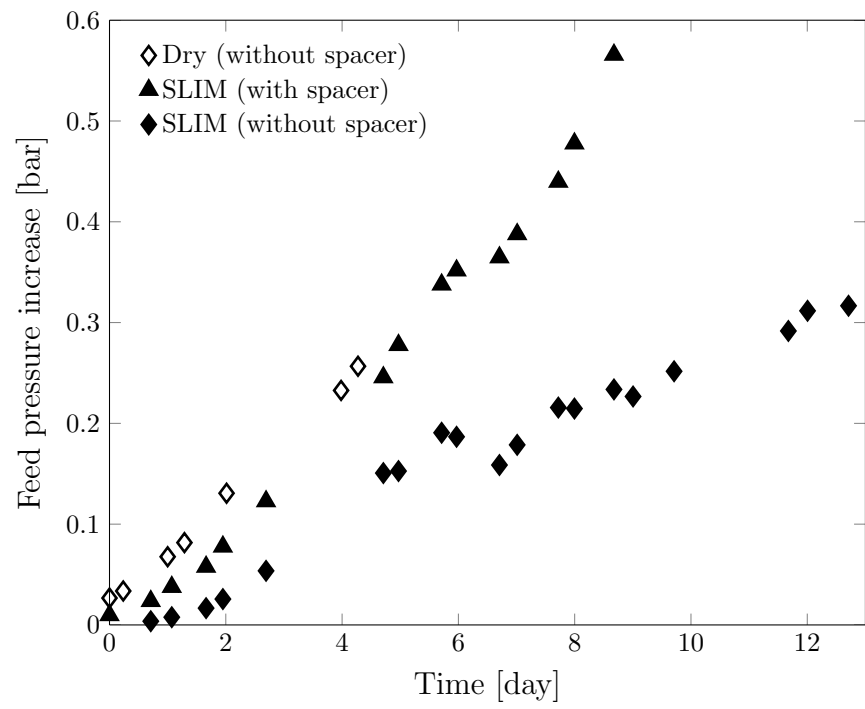 0.6
Dry (without spacer)
SLIM (with spacer)
SLIM (without spacer)
0.5
0.4
0.3
0.2
0.1
0
0 2 4 6 8 10 12
Feed pressure increase [bar]
Time [day]